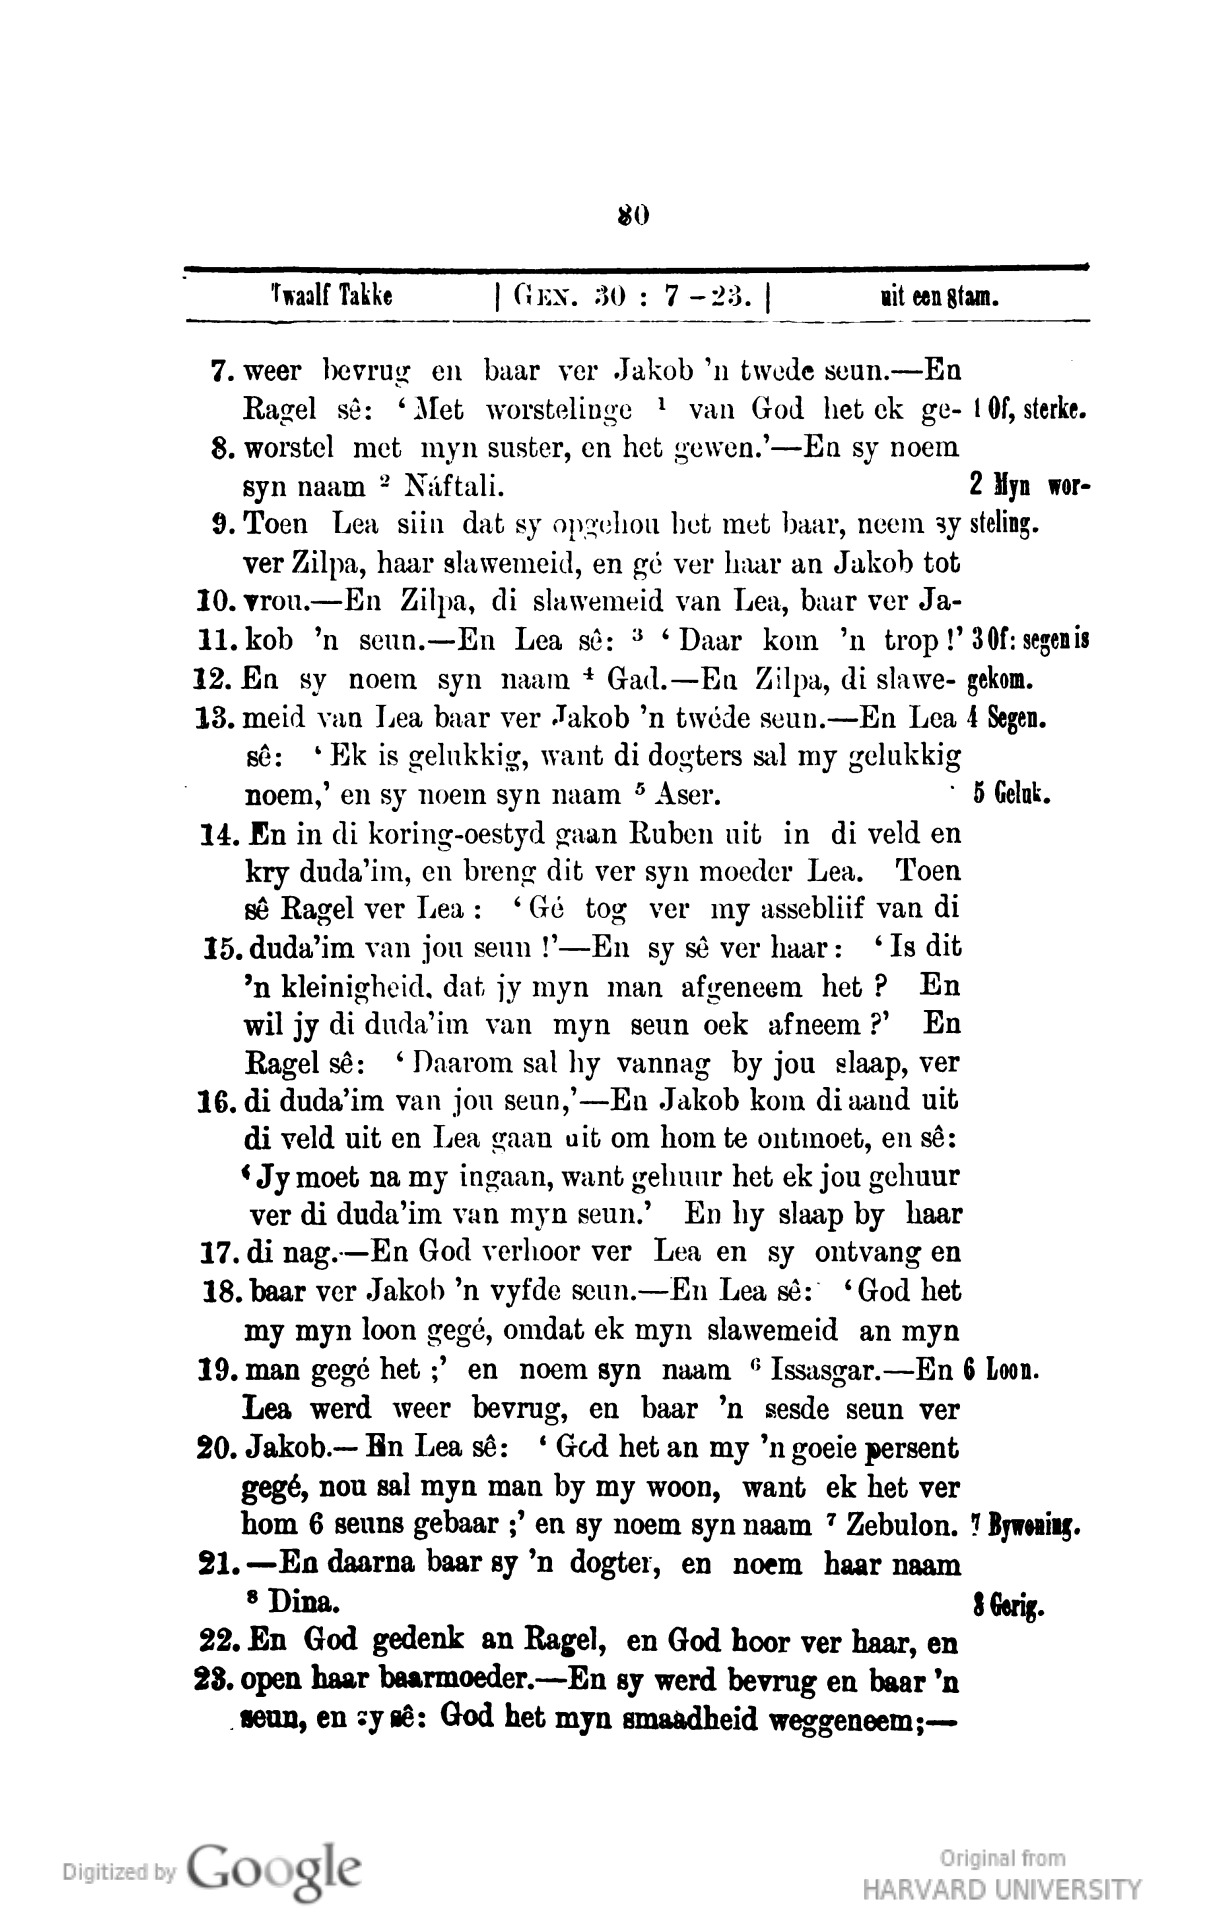 80
Twaalf Takke | GEN. 30 : 7–23. | uit een stam.
7. weer bevrug en baar ver Jakob 'n twede seun.—En
Ragel sê: ‘Met worstelinge ¹ van God het ek ge- 1 Of, sterke.
8. worstel met myn suster, en het gewen.’—En sy noem
syn naam ² Náftali. 2 Myn wor-
9. Toen Lea siin dat sy opgehou het met baar, neem sy steling.
ver Zilpa, haar slawemeid, en gé ver haar an Jakob tot
10. vrou.—En Zilpa, di slawemeid van Lea, baar ver Ja-
11. kob 'n seun.—En Lea sê: ³ ‘Daar kom 'n trop!’ 3 Of: segen is
12. En sy noem syn naam ⁴ Gad.—En Zilpa, di slawe- gekom.
13. meid van Lea baar ver Jakob 'n twéde seun.—En Lea 4 Segen.
sê: ‘Ek is gelukkig, want di dogters sal my gelukkig
noem,’ en sy noem syn naam ⁵ Aser. 5 Geluk.
14. En in di koring-oestyd gaan Ruben uit in di veld en
kry duda'im, en breng dit ver syn moeder Lea. Toen
sê Ragel ver Lea: ‘Gé tog ver my assebliif van di
15. duda'im van jou seun!’—En sy sê ver haar: ‘Is dit
'n kleinigheid, dat jy myn man afgeneem het? En
wil jy di duda'im van myn seun oek afneem?’ En
Ragel sê: ‘Daarom sal hy vannag by jou slaap, ver
16. di duda'im van jou seun,’—En Jakob kom di aand uit
di veld uit en Lea gaan uit om hom te ontmoet, en sê:
‘Jy moet na my ingaan, want gehuur het ek jou gehuur
ver di duda'im van myn seun.’ En hy slaap by haar
17. di nag.—En God verhoor ver Lea en sy ontvang en
18. baar ver Jakob 'n vyfde seun.—En Lea sê: ‘God het
my myn loon gegé, omdat ek myn slawemeid an myn
19. man gegé het;’ en noem syn naam ⁶ Issasgar.—En 6 Loon.
Lea werd weer bevrug, en baar 'n sesde seun ver
20. Jakob.—En Lea sê: ‘God het an my 'n goeie persent
gegé, nou sal myn man by my woon, want ek het ver
hom 6 seuns gebaar;’ en sy noem syn naam ⁷ Zebulon. 7 Bywoning.
21. —En daarna baar sy 'n dogter, en noem haar naam
⁸ Dina. 8 Gerig.
22. En God gedenk an Ragel, en God hoor ver haar, en
23. open haar baarmoeder.—En sy werd bevrug en baar 'n
seun, en sy sê: God het myn smaadheid weggeneem;—
Digitized by Google
Original from
HARVARD UNIVERSITY